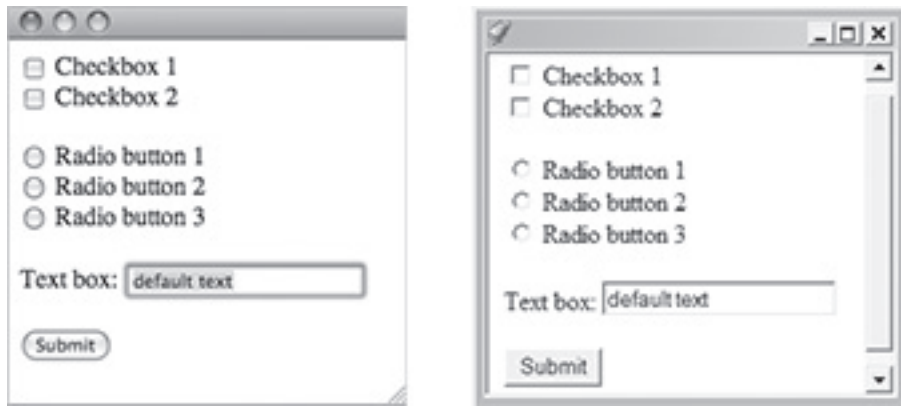 Checkbox 1
Checkbox 2
Radio button 1
Radio button 2
Radio button 3
Text box: default text
Submit
Checkbox 1
Checkbox 2
Radio button 1
Radio button 2
Radio button 3
Text box: default text
Submit